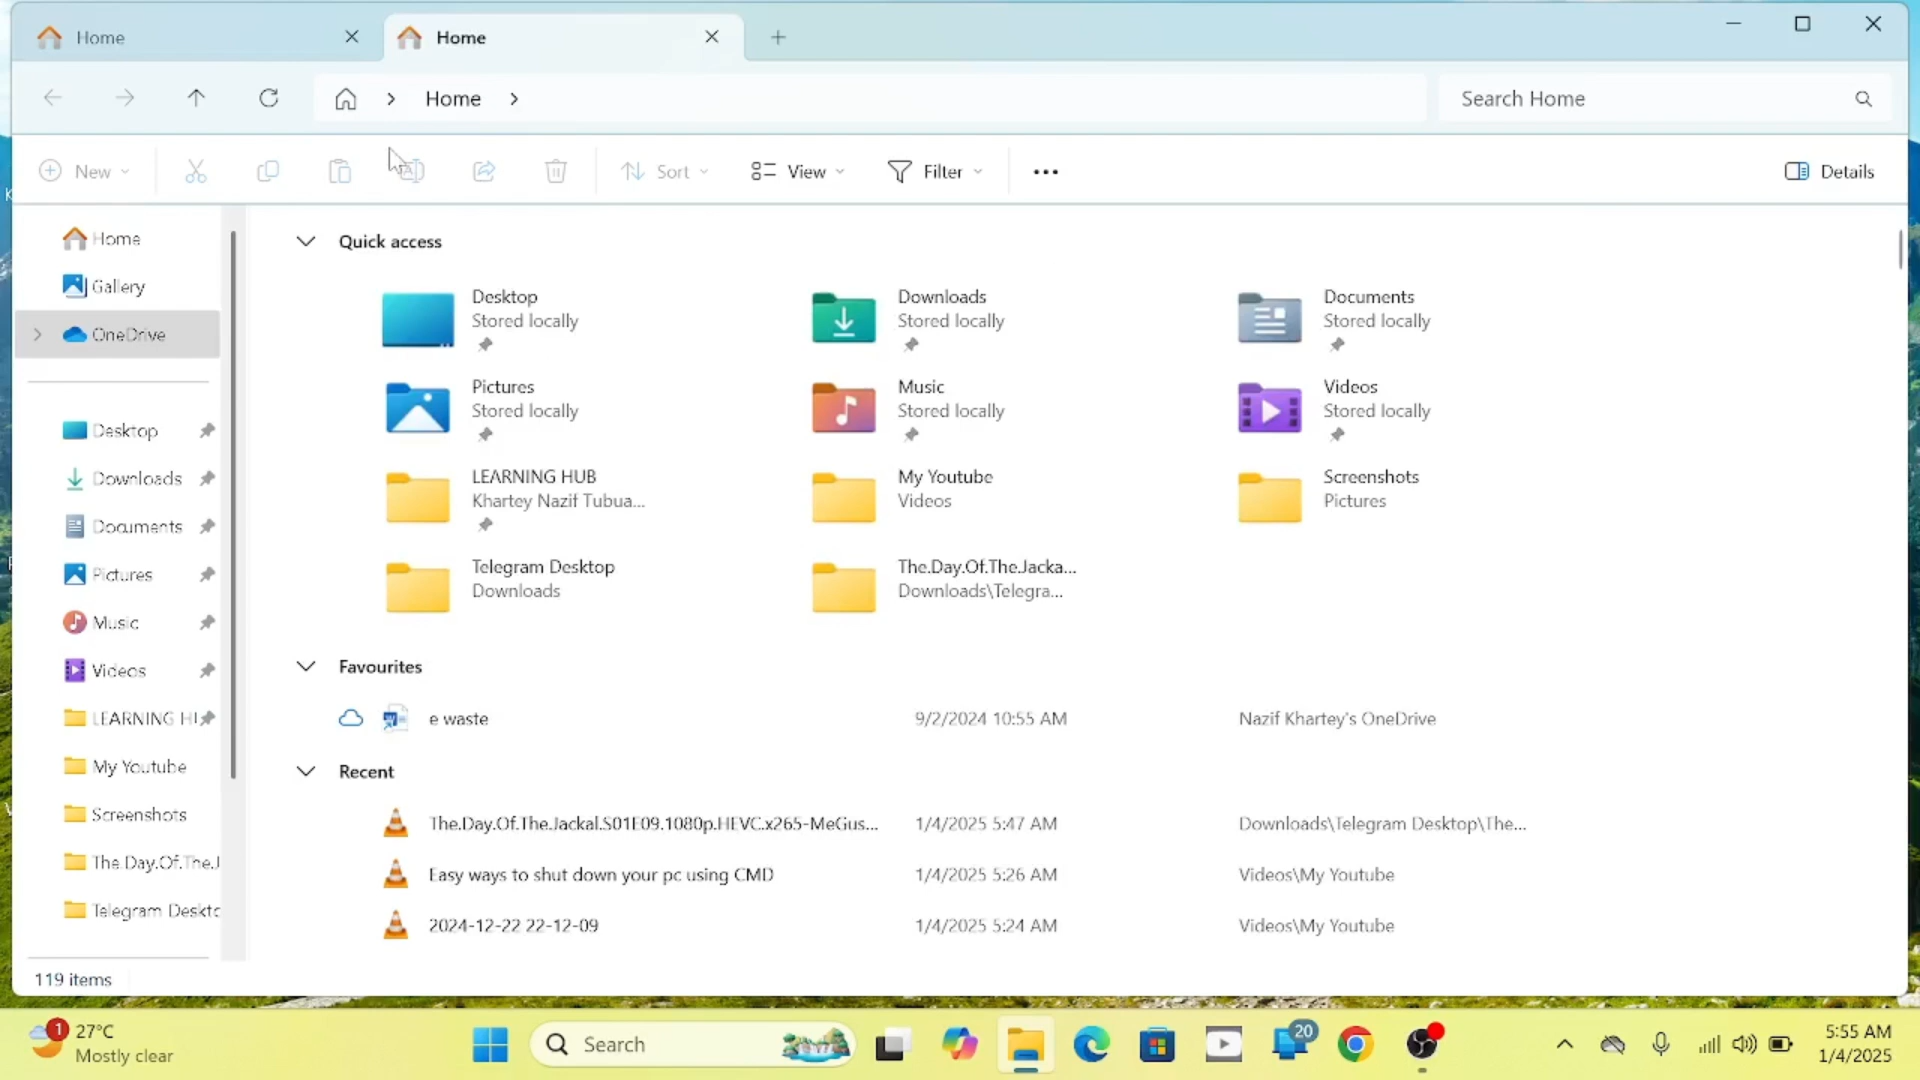 Home
Home
Home
Search Home
New
Sort
View
Filter
Details
Home
Gallery
OneDrive
Desktop
Downloads
Documents
Pictures
Music
Videos
LEARNING HU
My Youtube
Screenshots
The.Day.Of.The.J
Telegram Deskto
Quick access
Desktop
Stored locally
Downloads
Stored locally
Documents
Stored locally
Pictures
Stored locally
Music
Stored locally
Videos
Stored locally
LEARNING HUB
Khartey Nazif Tubua...
My Youtube
Videos
Screenshots
Pictures
Telegram Desktop
Downloads
The.Day.Of.The.Jacka...
Downloads\Telegra...
Favourites
e waste 9/2/2024 10:55 AM Nazif Khartey's OneDrive
Recent
The.Day.Of.The.Jackal.S01E09.1080p.HEVC.x265-MeGus... 1/4/2025 5:47 AM Downloads\Telegram Desktop\The...
Easy ways to shut down your pc using CMD 1/4/2025 5:26 AM Videos\My Youtube
2024-12-22 22-12-09 1/4/2025 5:24 AM Videos\My Youtube
119 items
1
27°C
Mostly clear
Search
20
5:55 AM
1/4/2025